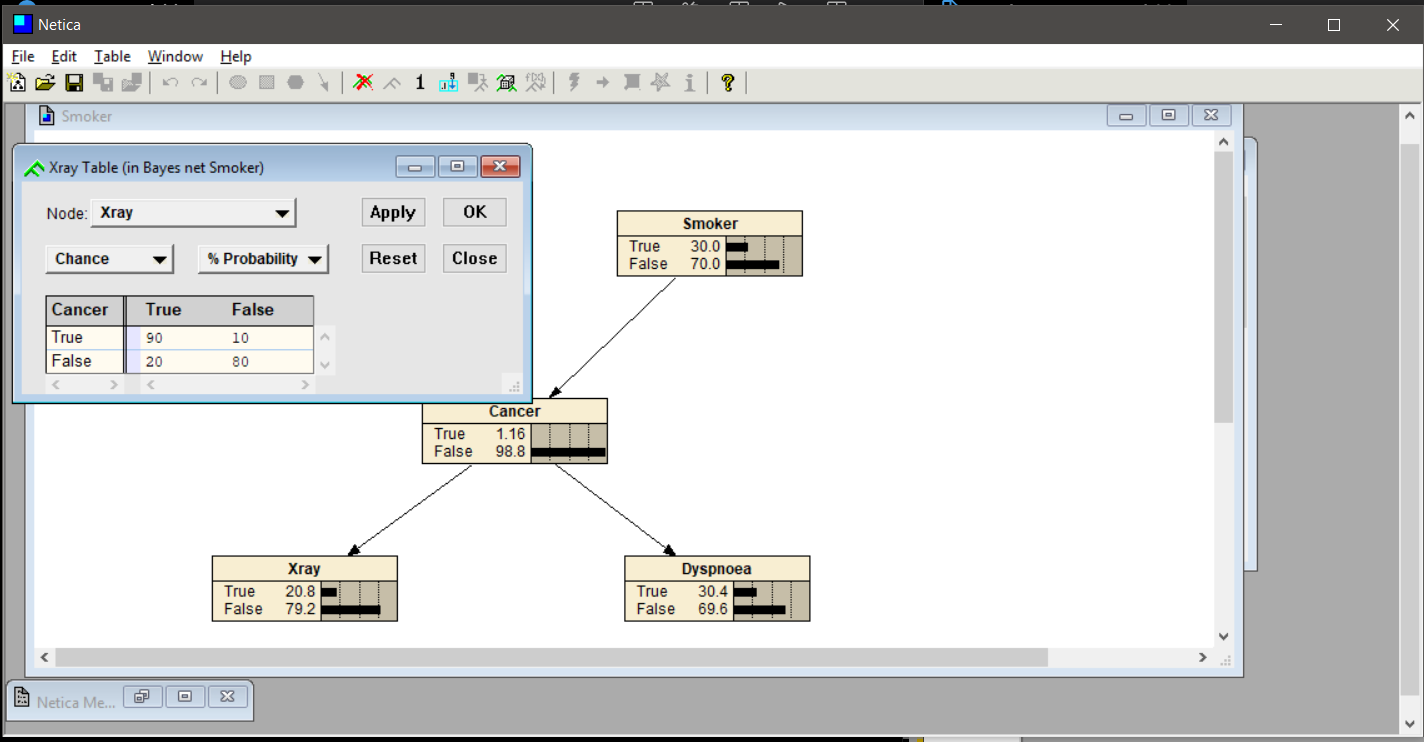 Netica
File Edit Table Window Help
1
Smoker
Xray Table (in Bayes net Smoker)
Node: Xray
Apply OK
Chance % Probability Reset Close
Cancer True False
True 90 10
False 20 80
Smoker
True 30.0
False 70.0
Cancer
True 1.16
False 98.8
Xray
True 20.8
False 79.2
Dyspnoea
True 30.4
False 69.6
Netica Me...